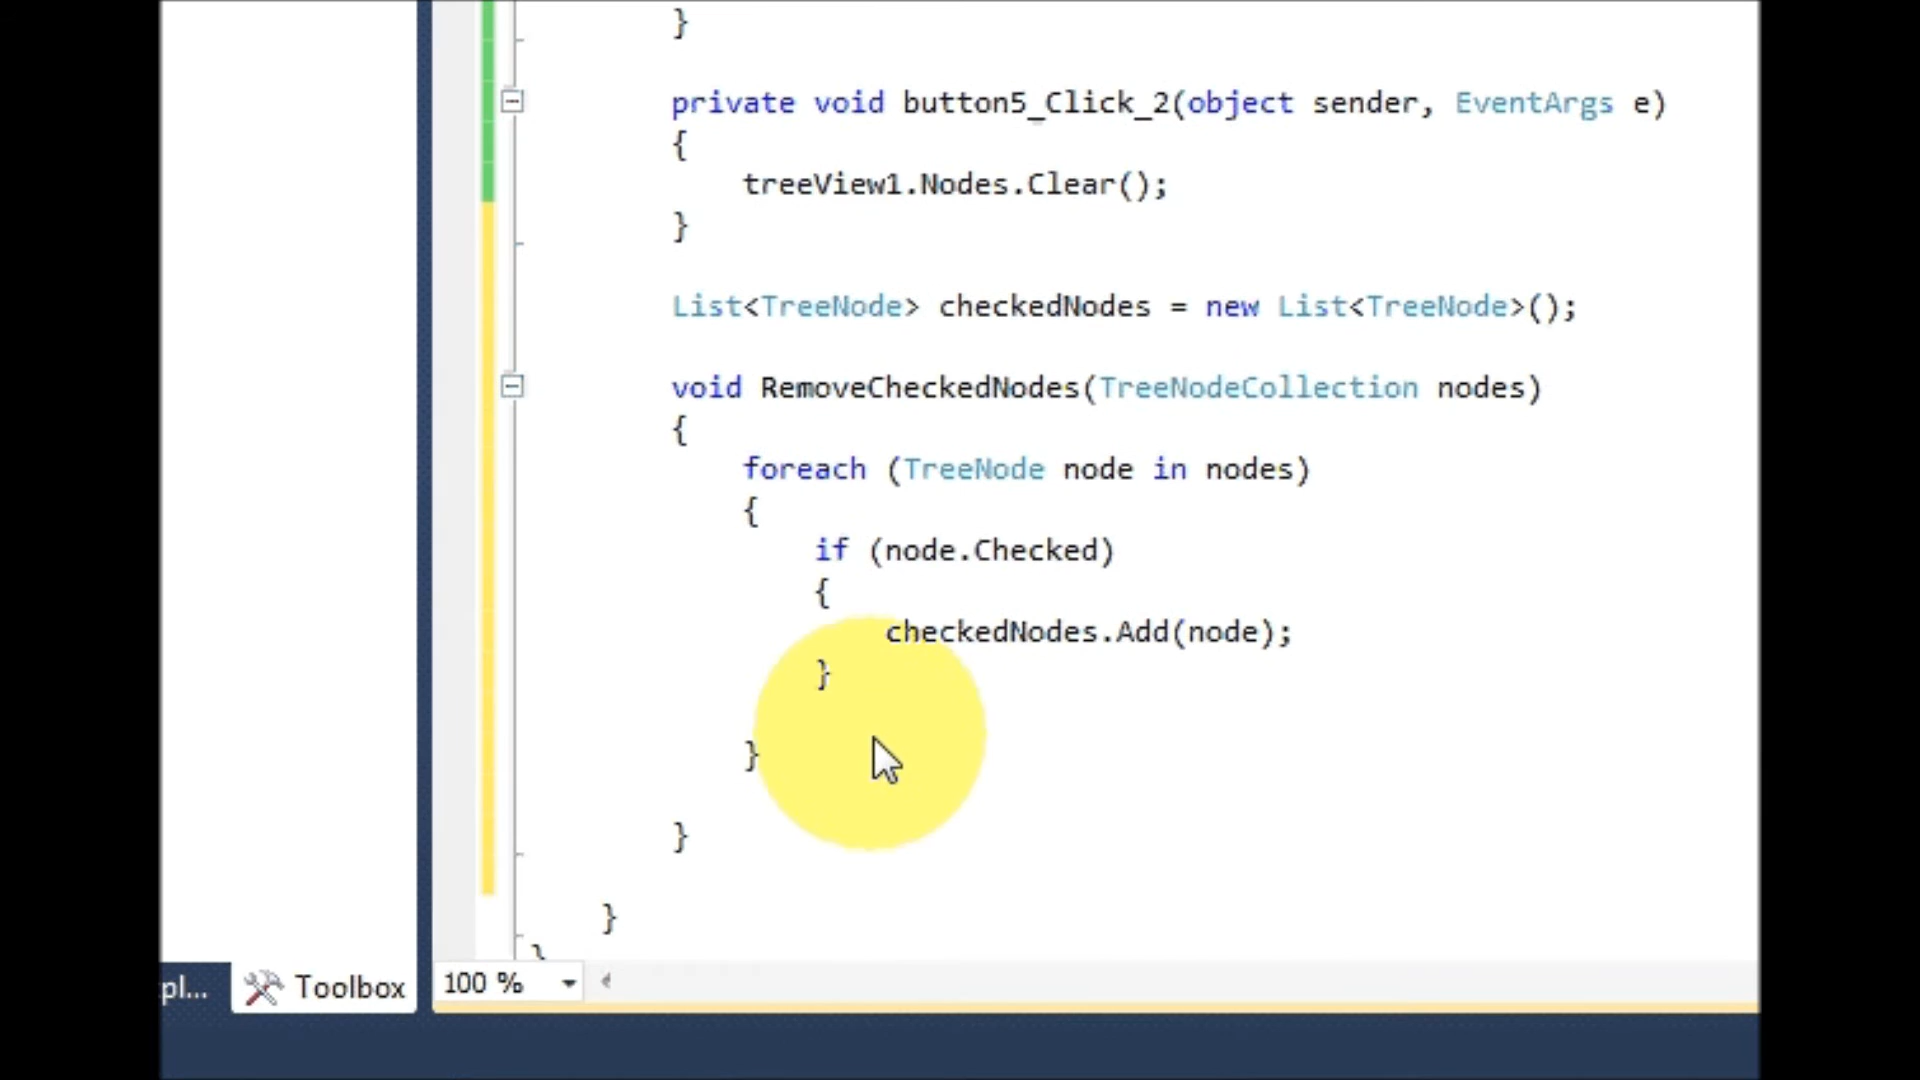 }
private void button5_Click_2(object sender, EventArgs e)
{
treeView1.Nodes.Clear();
}
List<TreeNode> checkedNodes = new List<TreeNode>();
void RemoveCheckedNodes(TreeNodeCollection nodes)
{
foreach (TreeNode node in nodes)
{
if (node.Checked)
{
checkedNodes.Add(node);
}
}
}
}
}
100 %
pl... Toolbox